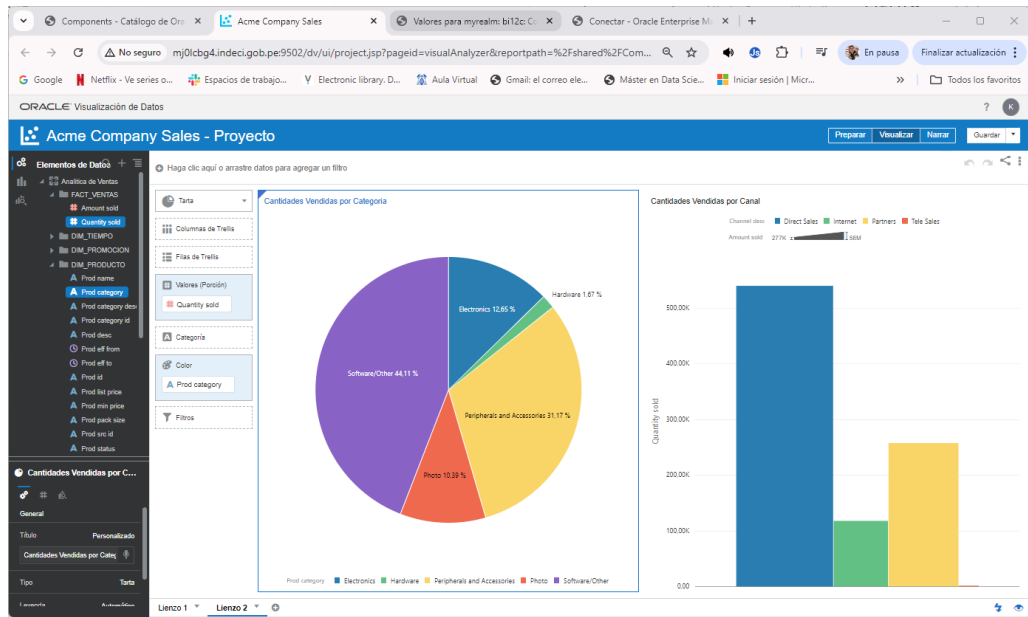 Components - Catálogo de Ora
Acme Company Sales
Valores para myrealm: bi12c: Co
Conectar - Oracle Enterprise Ma
No seguro
mj0lcbg4.indeci.gob.pe:9502/dv/ui/project.jsp?pageid=visualAnalyzer&reportpath=%2Fshared%2FCom...
En pausa
Finalizar actualización
Google
Netflix - Ve series o...
Espacios de trabajo...
Electronic library. D...
Aula Virtual
Gmail: el correo ele...
Máster en Data Scie...
Iniciar sesión | Micr...
»
Todos los favoritos
ORACLE Visualización de Datos
?
K
Acme Company Sales - Proyecto
Preparar
Visualizar
Narrar
Guardar
Elementos de Datos
Analitica de Ventas
FACT_VENTAS
Amount sold
Quantity sold
DIM_TIEMPO
DIM_PROMOCION
DIM_PRODUCTO
Prod name
Prod category
Prod category des
Prod category id
Prod desc
Prod eff from
Prod eff to
Prod id
Prod list price
Prod min price
Prod pack size
Prod src id
Prod status
Cantidades Vendidas por C...
General
Título
Personalizado
Cantidades Vendidas por Categ
Tipo
Tarta
Leyenda
Automático
Haga clic aquí o arrastre datos para agregar un filtro
Tarta
Columnas de Trellis
Filas de Trellis
Valores (Porción)
Quantity sold
Categoría
Color
Prod category
Filtros
Cantidades Vendidas por Categoria
Electronics 12,65 %
Hardware 1,67 %
Software/Other 44,11 %
Peripherals and Accessories 31,17 %
Photo 10,39 %
Prod category
Electronics
Hardware
Peripherals and Accessories
Photo
Software/Other
Cantidades Vendidas por Canal
Channel desc
Direct Sales
Internet
Partners
Tele Sales
Amount sold
277K
58M
Quantity sold
500,00K
400,00K
300,00K
200,00K
100,00K
0.00
Lienzo 1
Lienzo 2